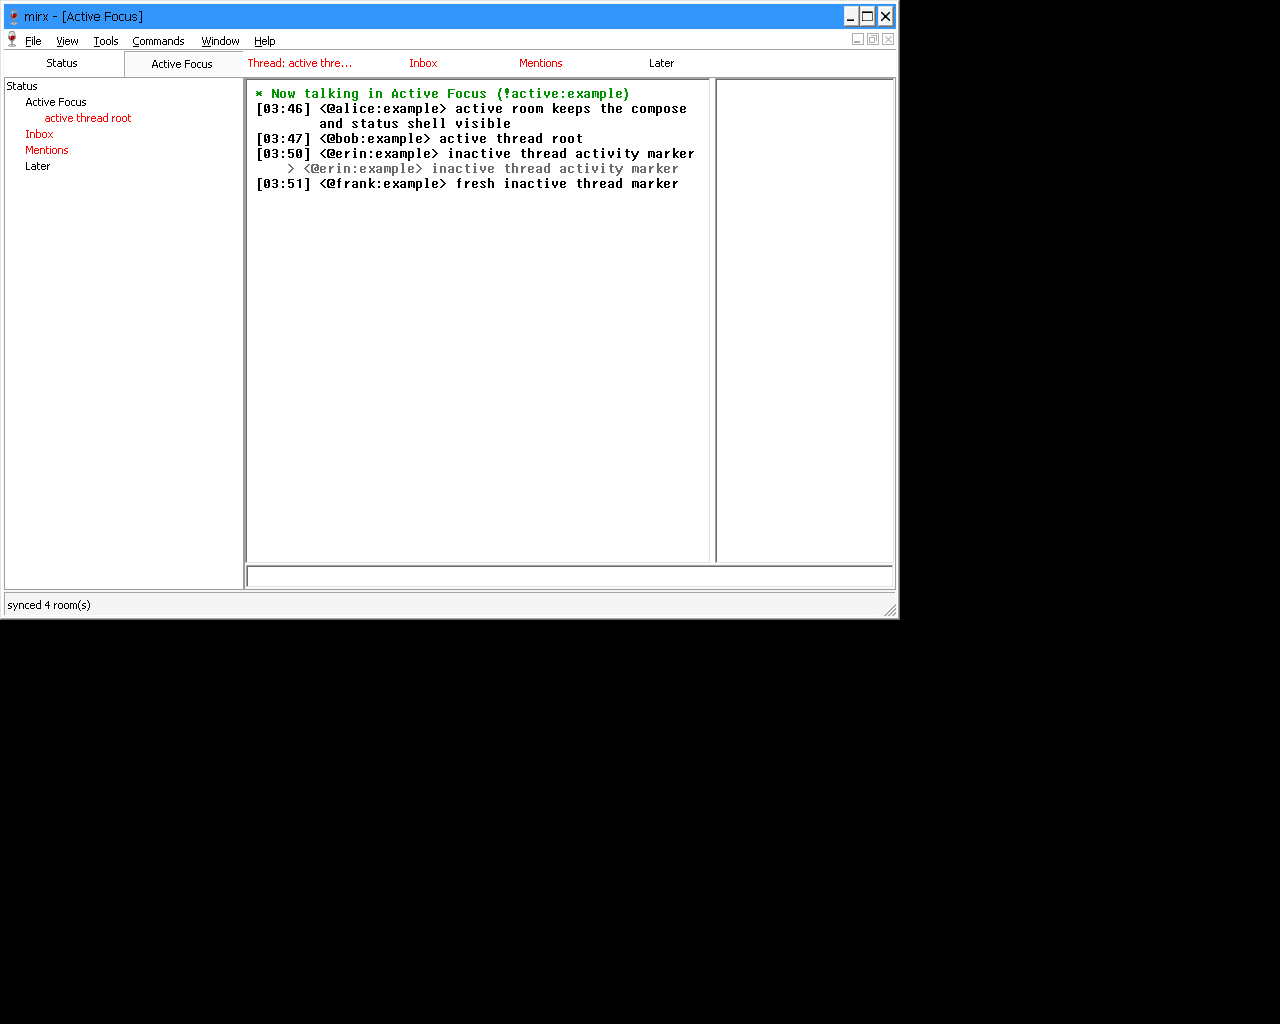 mirx - [Active Focus]
File View Tools Commands Window Help
Status Active Focus Thread: active thre... Inbox Mentions Later
Status
Active Focus
active thread root
Inbox
Mentions
Later
* Now talking in Active Focus (!active:example)
[03:46] <@alice:example> active room keeps the compose
and status shell visible
[03:47] <@bob:example> active thread root
[03:50] <@erin:example> inactive thread activity marker
> <@erin:example> inactive thread activity marker
[03:51] <@frank:example> fresh inactive thread marker
synced 4 room(s)